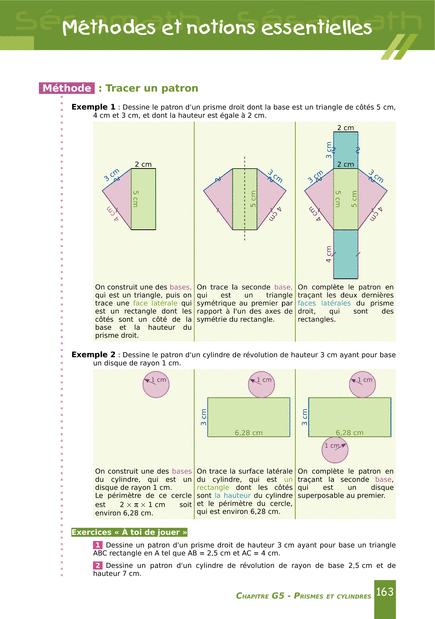 Méthodes et notions essentielles
Méthode : Tracer un patron
Exemple 1 : Dessine le patron d'un prisme droit dont la base est un triangle de côtés 5 cm,
4 cm et 3 cm, et dont la hauteur est égale à 2 cm.
2 cm
3 cm
5 cm
4 cm
3 cm
5 cm
4 cm
2 cm
3 cm
2 cm
3 cm
3 cm
5 cm
5 cm
4 cm
4 cm
4 cm
On construit une des bases,
qui est un triangle, puis on
trace une face latérale qui
est un rectangle dont les
côtés sont un côté de la
base et la hauteur du
prisme droit.
On trace la seconde base,
qui est un triangle
symétrique au premier par
rapport à l'un des axes de
symétrie du rectangle.
On complète le patron en
traçant les deux dernières
faces latérales du prisme
droit, qui sont des
rectangles.
Exemple 2 : Dessine le patron d'un cylindre de révolution de hauteur 3 cm ayant pour base
un disque de rayon 1 cm.
1 cm
1 cm
3 cm
6,28 cm
1 cm
3 cm
6,28 cm
1 cm
On construit une des bases
du cylindre, qui est un
disque de rayon 1 cm.
Le périmètre de ce cercle
est 2 × π × 1 cm soit
environ 6,28 cm.
On trace la surface latérale
du cylindre, qui est un
rectangle dont les côtés
sont la hauteur du cylindre
et le périmètre du cercle,
qui est environ 6,28 cm.
On complète le patron en
traçant la seconde base,
qui est un disque
superposable au premier.
Exercices « À toi de jouer »
1 Dessine un patron d'un prisme droit de hauteur 3 cm ayant pour base un triangle
ABC rectangle en A tel que AB = 2,5 cm et AC = 4 cm.
2 Dessine un patron d'un cylindre de révolution de rayon de base 2,5 cm et de
hauteur 7 cm.
CHAPITRE G5 - PRISMES ET CYLINDRES 163